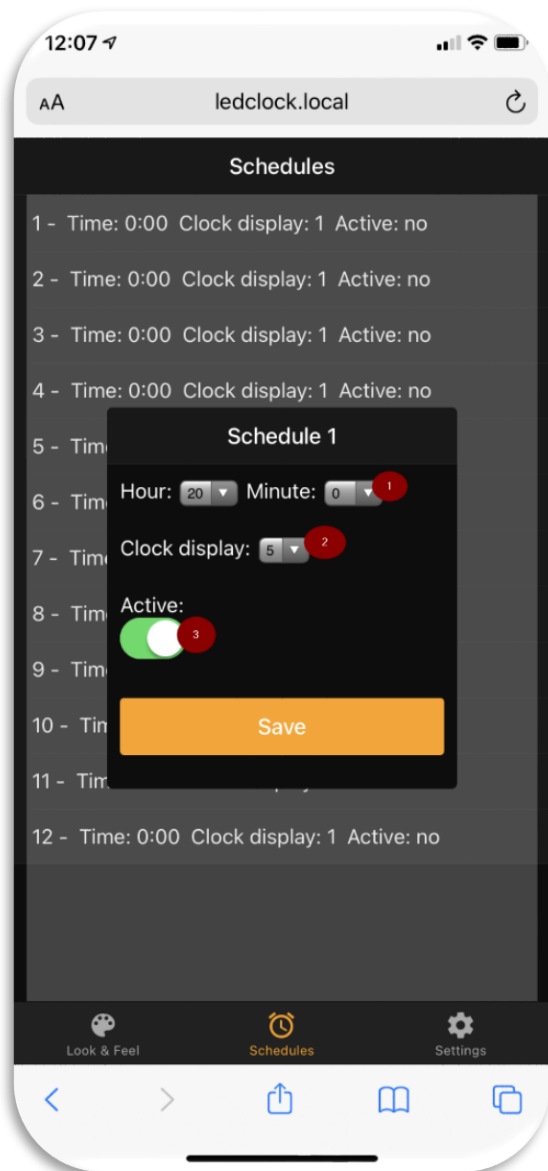 12:07
AA ledclock.local
Schedules
1 - Time: 0:00 Clock display: 1 Active: no
2 - Time: 0:00 Clock display: 1 Active: no
3 - Time: 0:00 Clock display: 1 Active: no
4 - Time: 0:00 Clock display: 1 Active: no
5 - Tim
Schedule 1
6 - Tim
Hour: 20 Minute: 0 1
7 - Tim
Clock display: 5 2
8 - Tim
Active:
3
9 - Tim
10 - Tim
Save
11 - Tim
12 - Time: 0:00 Clock display: 1 Active: no
Look & Feel Schedules Settings